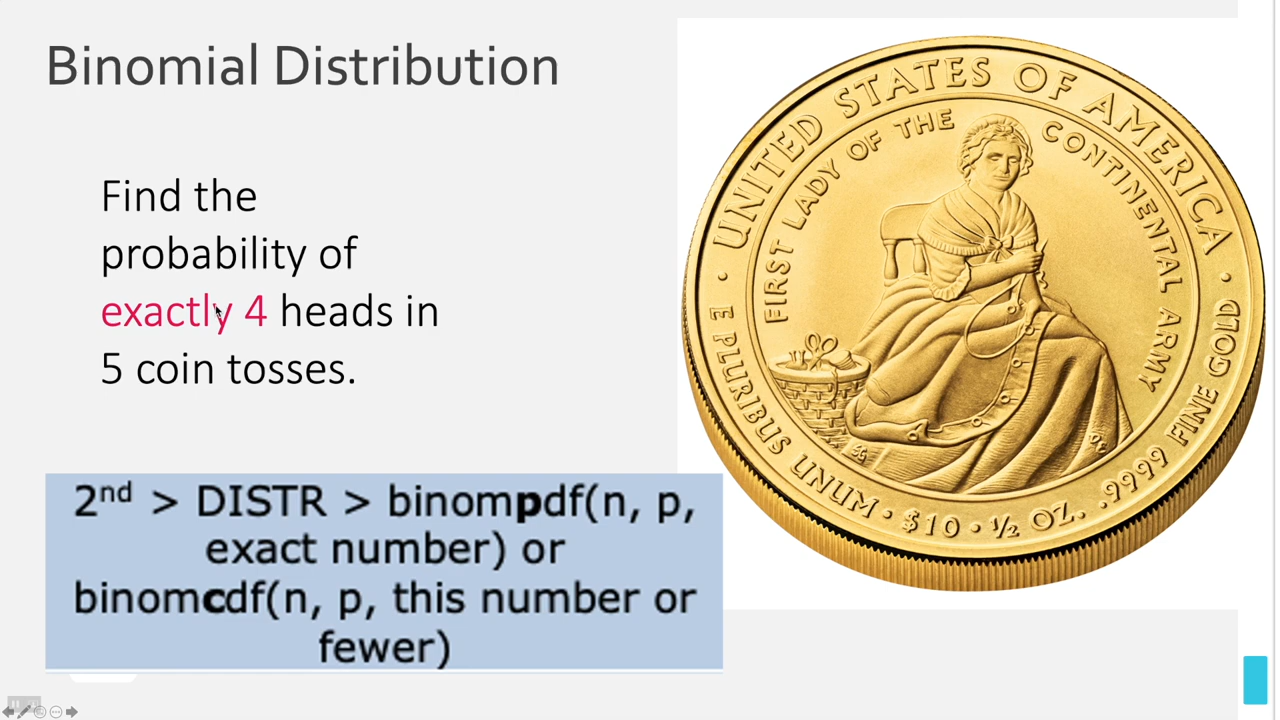 Binomial Distribution
Find the
probability of
exactly 4 heads in
5 coin tosses.
2nd > DISTR > binompdf(n, p,
exact number) or
binomcdf(n, p, this number or
fewer)
UNITED STATES OF AMERICA
FIRST LADY OF THE CONTINENTAL ARMY
E PLURIBUS UNUM · $10 · ½ OZ. .9999 FINE GOLD